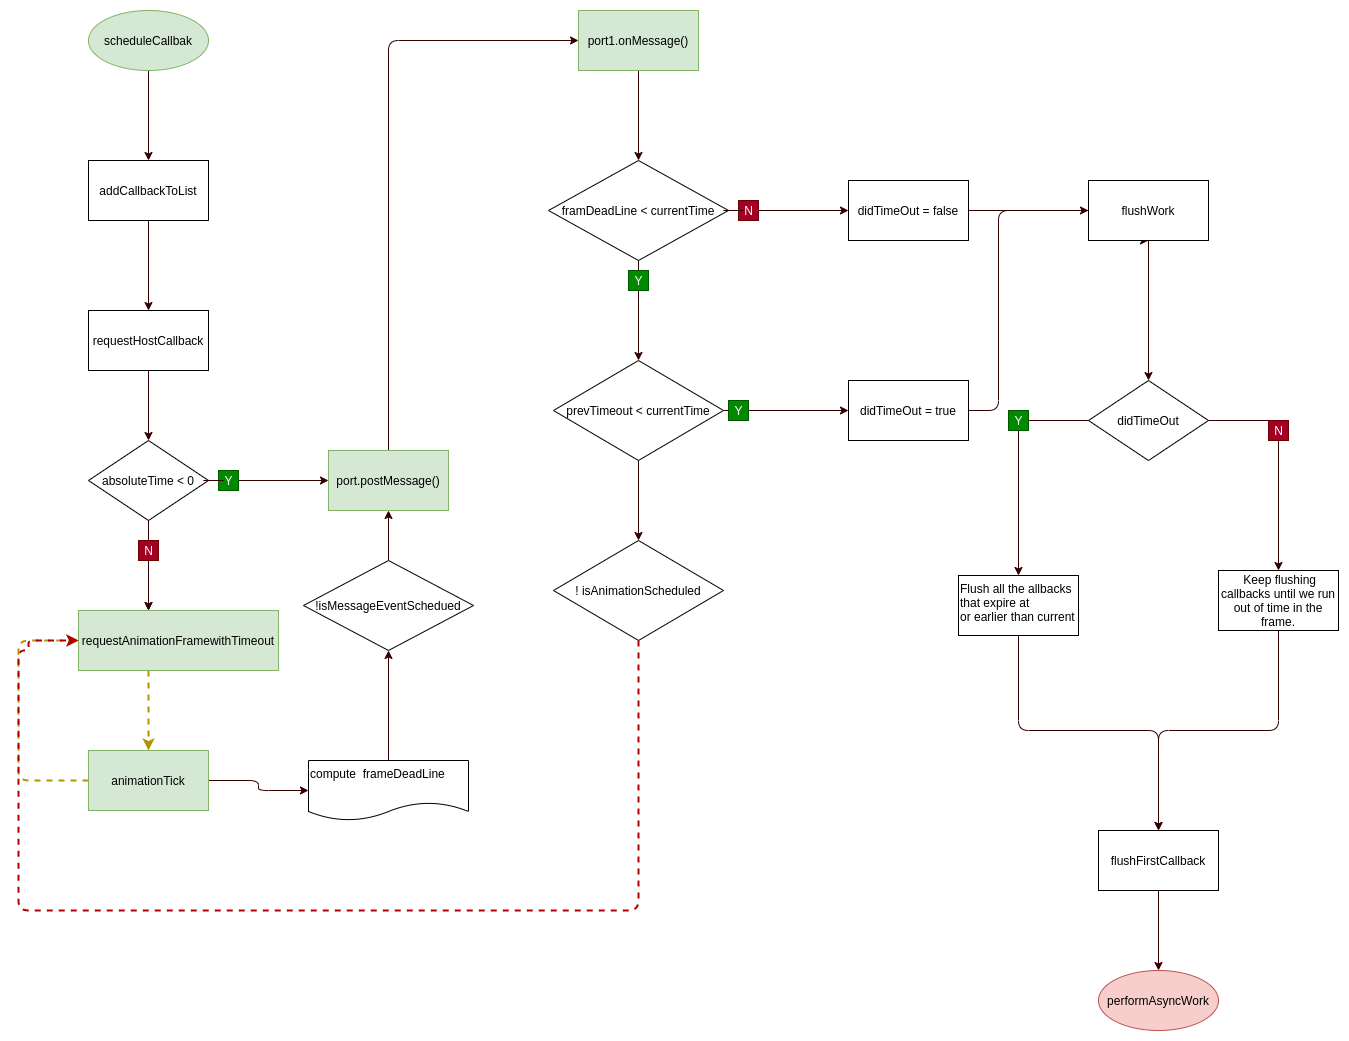 scheduleCallbak
port1.onMessage()
addCallbackToList
framDeadLine < currentTime
N
didTimeOut = false
flushWork
Y
requestHostCallback
prevTimeout < currentTime
Y
didTimeOut = true
didTimeOut
Y
N
absoluteTime < 0
Y
port.postMessage()
N
! isAnimationScheduled
Flush all the allbacks
that expire at
or earlier than current
Keep flushing
callbacks until we run
out of time in the
frame.
!isMessageEventSchedued
requestAnimationFramewithTimeout
animationTick
compute  frameDeadLine
flushFirstCallback
performAsyncWork